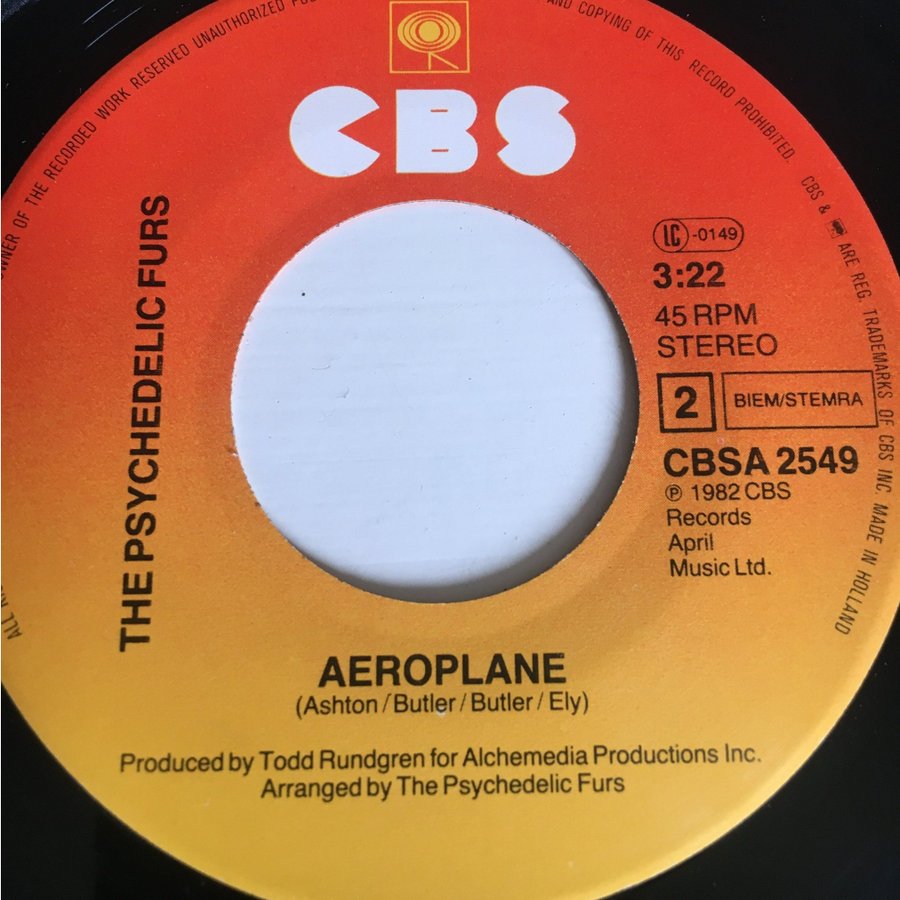 OWNER OF THE RECORDED WORK RESERVED UNAUTHORIZED
AND COPYING OF THIS RECORD PROHIBITED.
CBS & ARE REG. TRADEMARKS OF CBS INC. MADE IN HOLLAND
ALL
CBS
THE PSYCHEDELIC FURS
LC -0149
3:22
45 RPM
STEREO
2 BIEM/STEMRA
CBSA 2549
℗ 1982 CBS
Records
April
Music Ltd.
AEROPLANE
(Ashton/Butler/Butler/Ely)
Produced by Todd Rundgren for Alchemedia Productions Inc.
Arranged by The Psychedelic Furs